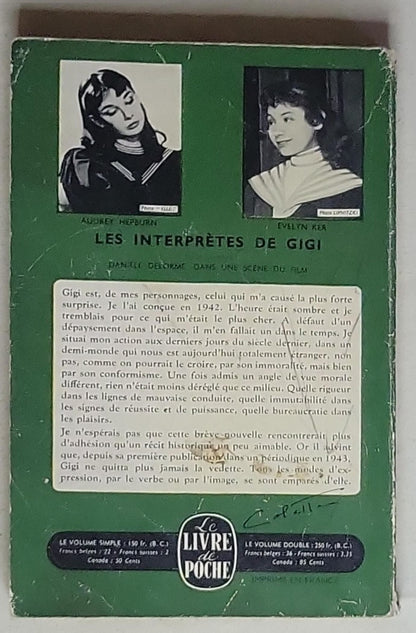 Photo
Photo LIPNITZKI
AUDREY HEPBURN
EVELYN KER
LES INTERPRÈTES DE GIGI
DANIÈLE DELORME DANS UNE SCÈNE DU FILM
Gigi est, de mes personnages, celui qui m'a causé la plus forte
surprise. Je l'ai conçue en 1942. L'heure était sombre et je
tremblais pour ce qui m'était le plus cher. A défaut d'un
dépaysement dans l'espace, il m'en fallait un dans le temps. Je
situai mon action aux derniers jours du siècle dernier, dans un
demi-monde qui nous est aujourd'hui totalement étranger, non
pas, comme on pourrait le croire, par son immoralité, mais bien
par son conformisme. Une fois admis un angle de vue morale
différent, rien n'était moins déréglé que ce milieu. Quelle rigueur
dans les lignes de mauvaise conduite, quelle immutabilité dans
les signes de réussite et de puissance, quelle bureaucratie dans
les plaisirs.
Je n'espérais pas que cette brève nouvelle rencontrerait plus
d'adhésion qu'un récit historique un peu aimable. Or il advint
que, depuis sa première publication dans un périodique en 1943,
Gigi ne quitta plus jamais la vedette. Tous les modes d'ex-
pression, par le verbe ou par l'image, se sont emparés d'elle.
Colette
LE VOLUME SIMPLE : 150 fr. (B. C.)
Francs belges : 22 - Francs suisses : 2
Canada : 50 Cents
Le
LIVRE
de
POCHE
LE VOLUME DOUBLE : 250 fr. (B. C.)
Francs belges : 36 - Francs suisses : 3.35
Canada : 85 Cents
IMPRIMÉ EN FRANCE